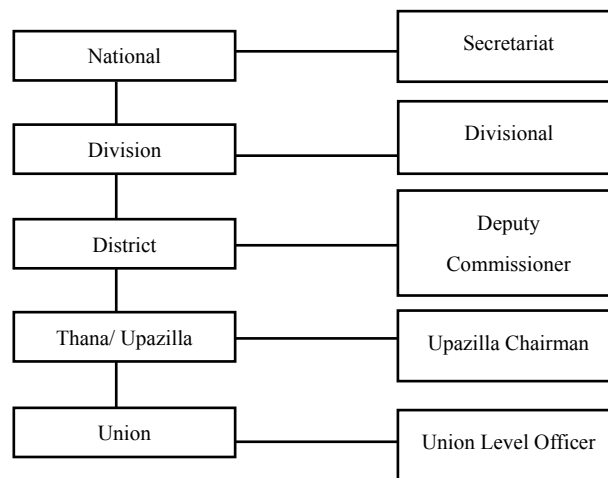 National
Secretariat
Division
Divisional
District
Deputy
Commissioner
Thana/ Upazilla
Upazilla Chairman
Union
Union Level Officer